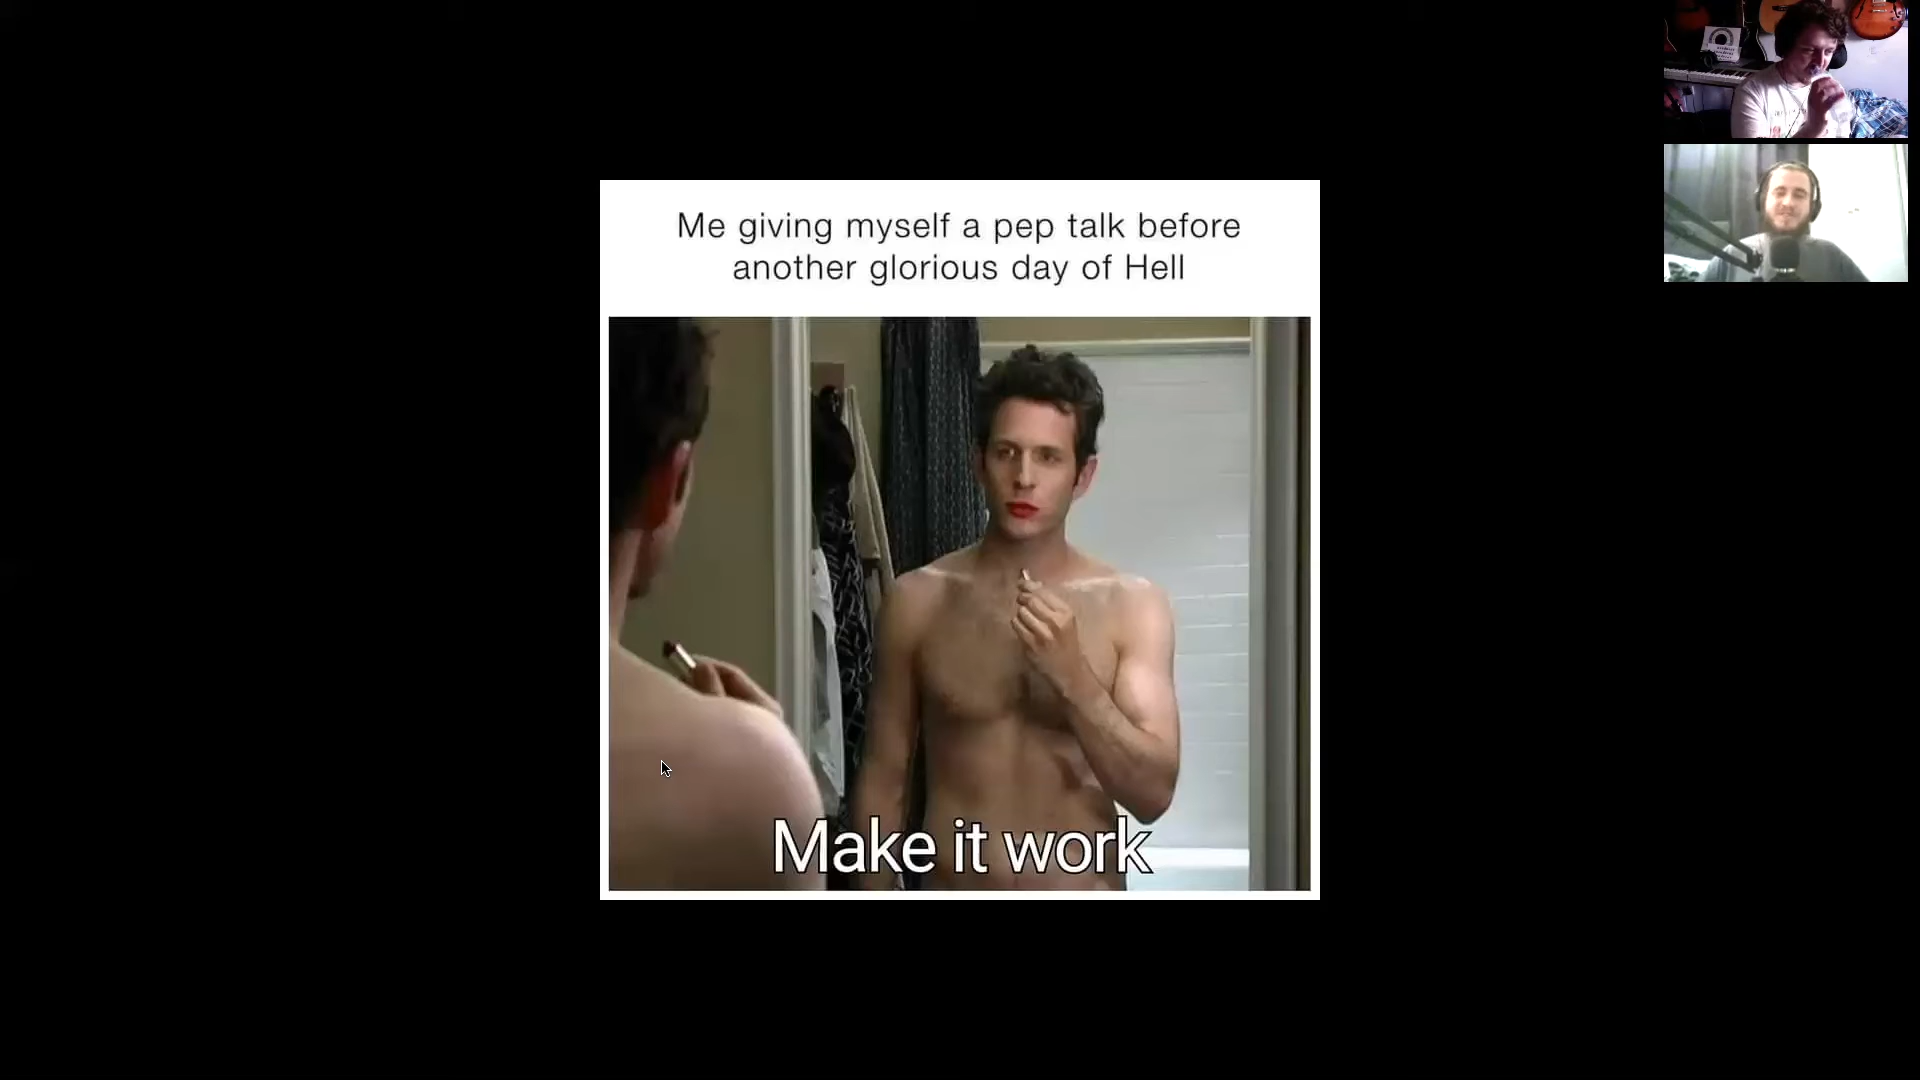 Me giving myself a pep talk before
another glorious day of Hell
Make it work